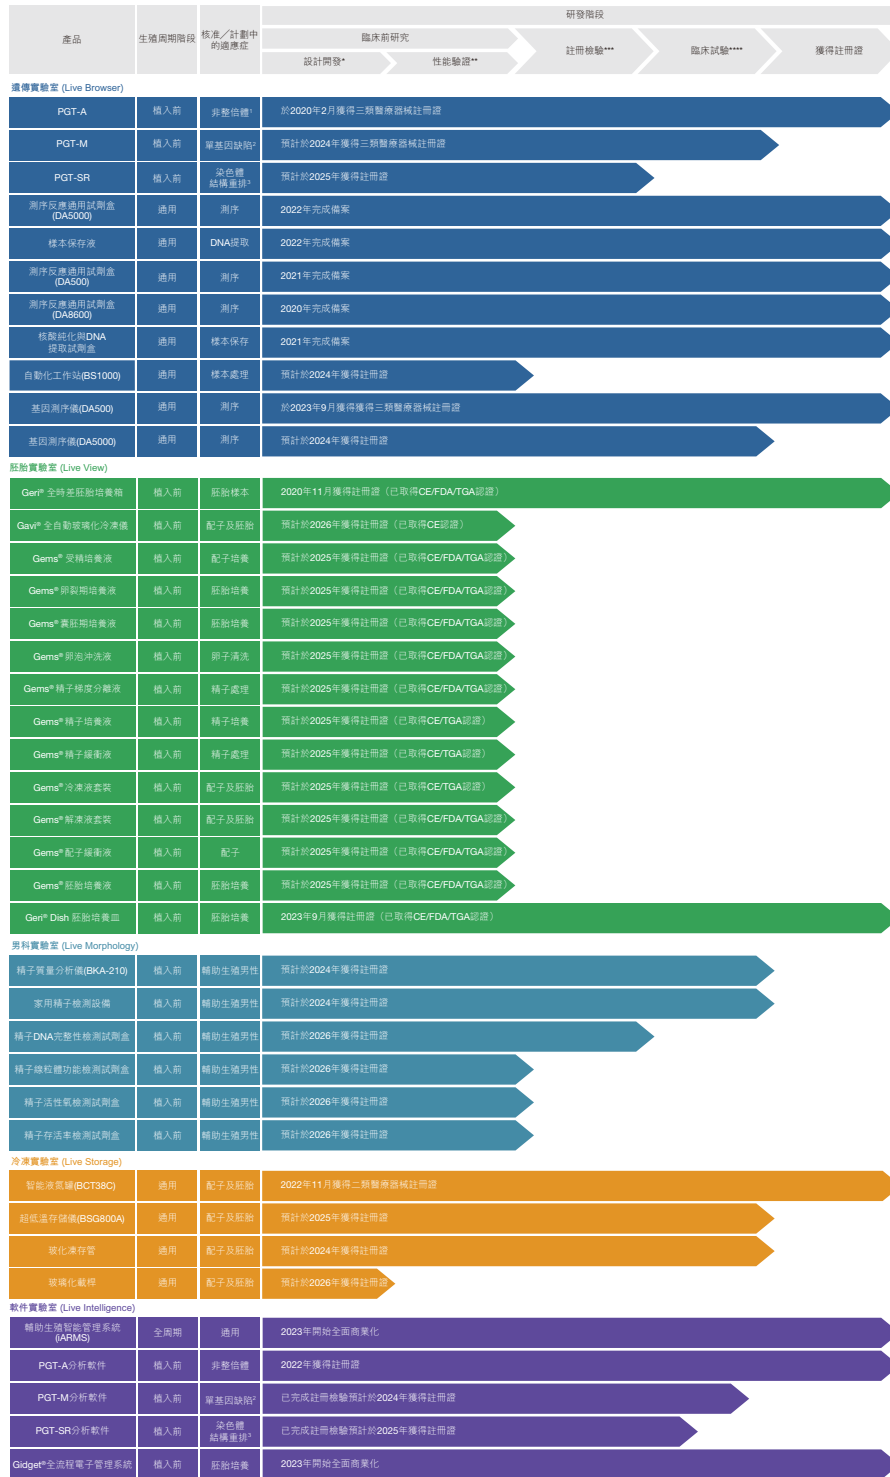 產品
生殖周期階段
核准／計劃中
的適應症
研發階段
臨床前研究
設計開發*
性能驗證**
註冊檢驗***
臨床試驗****
獲得註冊證
遺傳實驗室 (Live Browser)
PGT-A 植入前 非整倍體¹ 於2020年2月獲得三類醫療器械註冊證
PGT-M 植入前 單基因缺陷² 預計於2024年獲得三類醫療器械註冊證
PGT-SR 植入前 染色體
結構重排³ 預計於2025年獲得註冊證
測序反應通用試劑盒
(DA5000) 通用 測序 2022年完成備案
樣本保存液 通用 DNA提取 2022年完成備案
測序反應通用試劑盒
(DA500) 通用 測序 2021年完成備案
測序反應通用試劑盒
(DA8600) 通用 測序 2020年完成備案
核酸純化與DNA
提取試劑盒 通用 樣本保存 2021年完成備案
自動化工作站(BS1000) 通用 樣本處理 預計於2024年獲得註冊證
基因測序儀(DA500) 通用 測序 於2023年9月獲得獲得三類醫療器械註冊證
基因測序儀(DA5000) 通用 測序 預計於2024年獲得註冊證
胚胎實驗室 (Live View)
Geri® 全時差胚胎培養箱 植入前 胚胎樣本 2020年11月獲得註冊證（已取得CE/FDA/TGA認證）
Gavi® 全自動玻璃化冷凍儀 植入前 配子及胚胎 預計於2026年獲得註冊證（已取得CE認證）
Gems® 受精培養液 植入前 配子培養 預計於2025年獲得註冊證（已取得CE/FDA/TGA認證）
Gems® 卵裂期培養液 植入前 胚胎培養 預計於2025年獲得註冊證（已取得CE/FDA/TGA認證）
Gems® 囊胚期培養液 植入前 胚胎培養 預計於2025年獲得註冊證（已取得CE/FDA/TGA認證）
Gems® 卵泡沖洗液 植入前 卵子清洗 預計於2025年獲得註冊證（已取得CE/FDA/TGA認證）
Gems® 精子梯度分離液 植入前 精子處理 預計於2025年獲得註冊證（已取得CE/FDA/TGA認證）
Gems® 精子培養液 植入前 精子培養 預計於2025年獲得註冊證（已取得CE/TGA認證）
Gems® 精子緩衝液 植入前 精子處理 預計於2025年獲得註冊證（已取得CE/TGA認證）
Gems® 冷凍液套裝 植入前 配子及胚胎 預計於2025年獲得註冊證（已取得CE/TGA認證）
Gems® 解凍液套裝 植入前 配子及胚胎 預計於2025年獲得註冊證（已取得CE/FDA/TGA認證）
Gems® 配子緩衝液 植入前 配子 預計於2025年獲得註冊證（已取得CE/FDA/TGA認證）
Gems® 胚胎培養液 植入前 胚胎培養 預計於2025年獲得註冊證（已取得CE/FDA/TGA認證）
Geri® Dish 胚胎培養皿 植入前 胚胎培養 2023年9月獲得註冊證（已取得CE/FDA/TGA認證）
男科實驗室 (Live Morphology)
精子質量分析儀(BKA-210) 植入前 輔助生殖男性 預計於2024年獲得註冊證
家用精子檢測設備 植入前 輔助生殖男性 預計於2024年獲得註冊證
精子DNA完整性檢測試劑盒 植入前 輔助生殖男性 預計於2026年獲得註冊證
精子線粒體功能檢測試劑盒 植入前 輔助生殖男性 預計於2026年獲得註冊證
精子活性氧檢測試劑盒 植入前 輔助生殖男性 預計於2026年獲得註冊證
精子存活率檢測試劑盒 植入前 輔助生殖男性 預計於2026年獲得註冊證
冷凍實驗室 (Live Storage)
智能液氮罐(BCT38C) 通用 配子及胚胎 2022年11月獲得二類醫療器械註冊證
超低溫存儲儀(BSG800A) 通用 配子及胚胎 預計於2025年獲得註冊證
玻化凍存管 通用 配子及胚胎 預計於2024年獲得註冊證
玻璃化載桿 通用 配子及胚胎 預計於2026年獲得註冊證
軟件實驗室 (Live Intelligence)
輔助生殖智能管理系統
(iARMS) 全周期 通用 2023年開始全面商業化
PGT-A分析軟件 植入前 非整倍體 2022年獲得註冊證
PGT-M分析軟件 植入前 單基因缺陷² 已完成註冊檢驗預計於2024年獲得註冊證
PGT-SR分析軟件 植入前 染色體
結構重排³ 已完成註冊檢驗預計於2025年獲得註冊證
Gidget®全流程電子管理系統 植入前 胚胎培養 2023年開始全面商業化